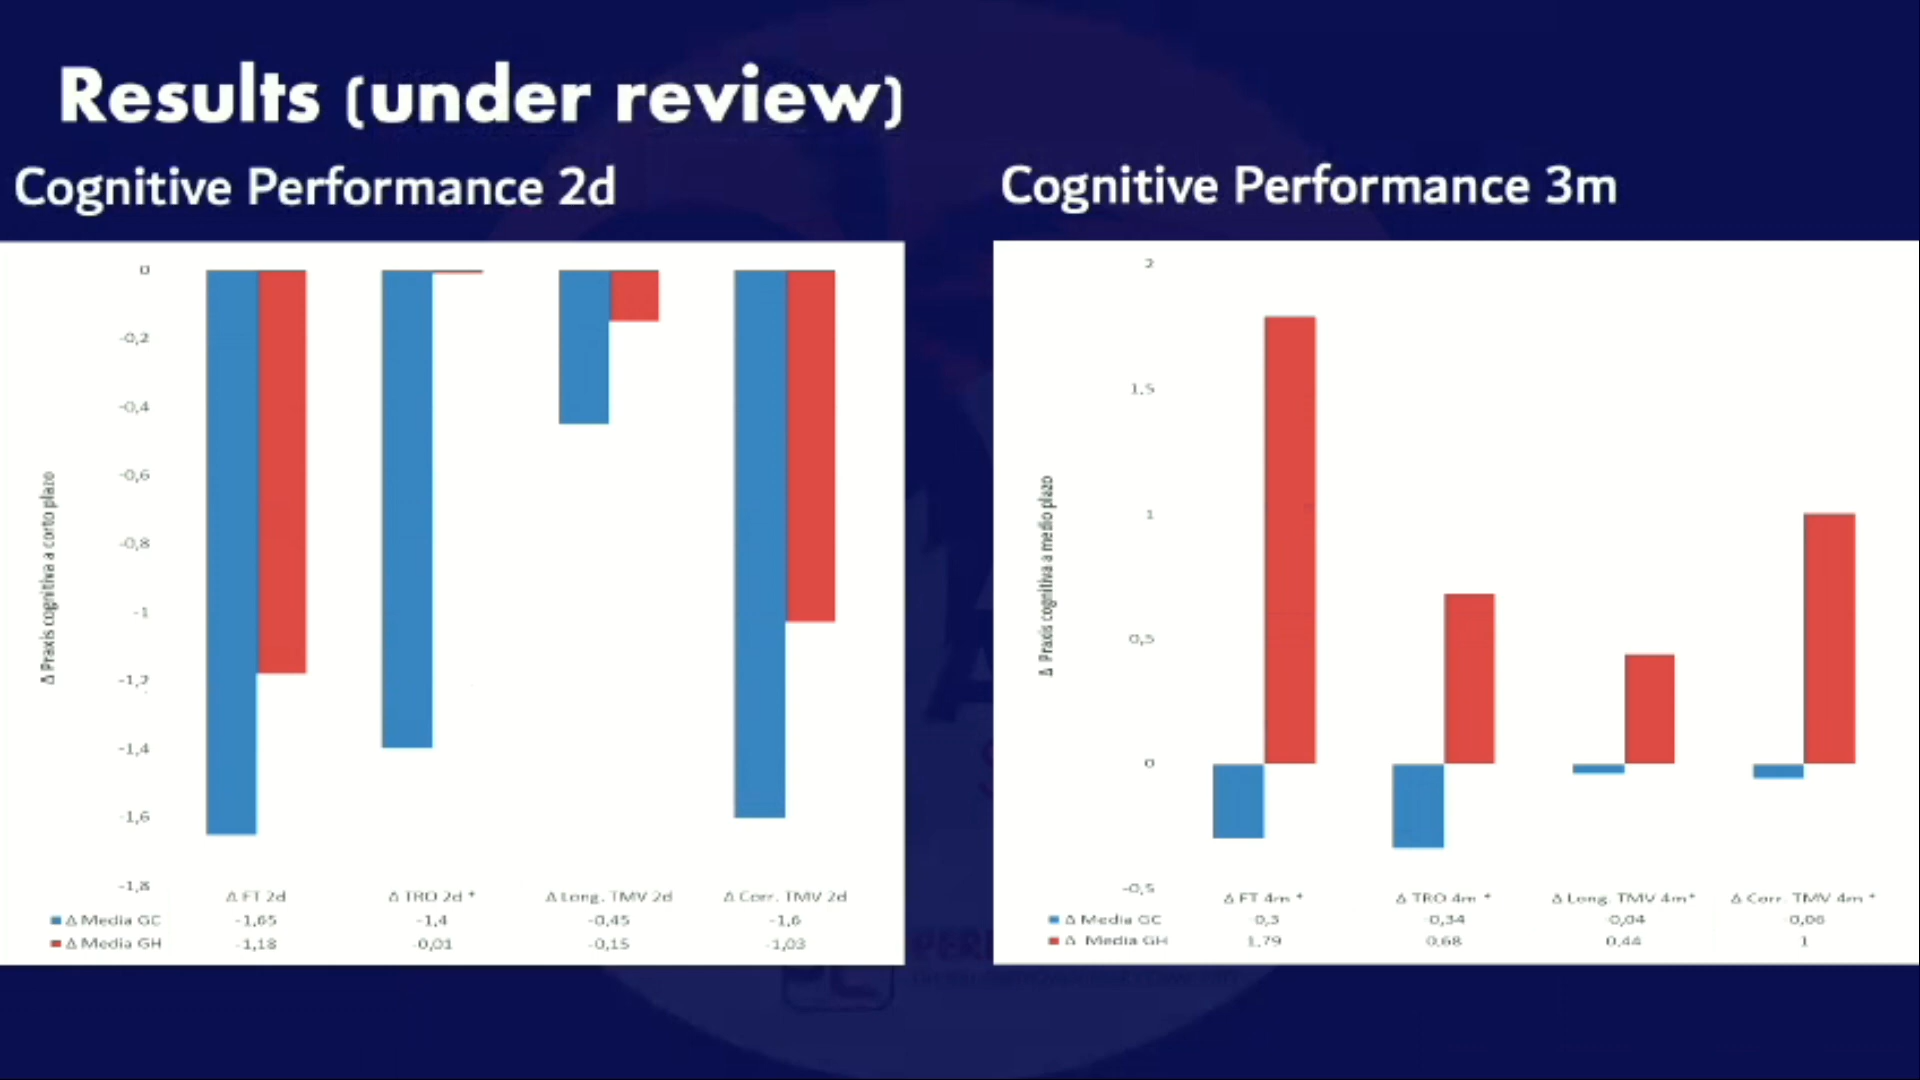 Results (under review)
Cognitive Performance 2d
0
-0,2
-0,4
-0,6
-0,8
-1
-1,2
-1,4
-1,6
-1,8
Δ Praxis cognitiva a corto plazo
Δ FT 2d Δ TRO 2d * Δ Long. TMV 2d Δ Corr. TMV 2d
Δ Media GC -1,65 -1,4 -0,45 -1,6
Δ Media GH -1,18 -0,01 -0,15 -1,03
Cognitive Performance 3m
2
1,5
1
0,5
0
-0,5
Δ Praxis cognitiva a medio plazo
Δ FT 4m * Δ TRO 4m * Δ Long. TMV 4m* Δ Corr. TMV 4m *
Δ Media GC -0,3 -0,34 -0,04 -0,06
Δ Media GH 1,79 0,68 0,44 1